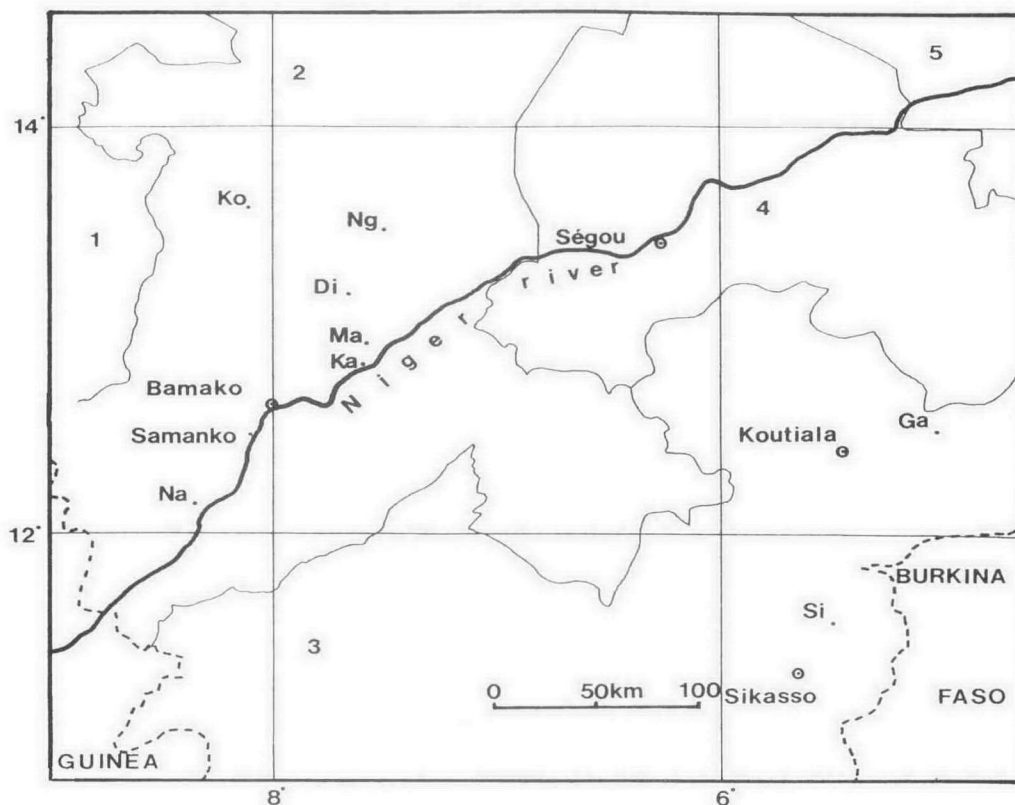 5
2
14°
Ko.
Ng.
4
1
Ségou
Niger river
Di.
Ma.
Ka.
Bamako
Samanko
Koutiala
Ga.
Na.
12°
BURKINA
Si.
3
0 50km 100
Sikasso
FASO
GUINEA
8°
6°